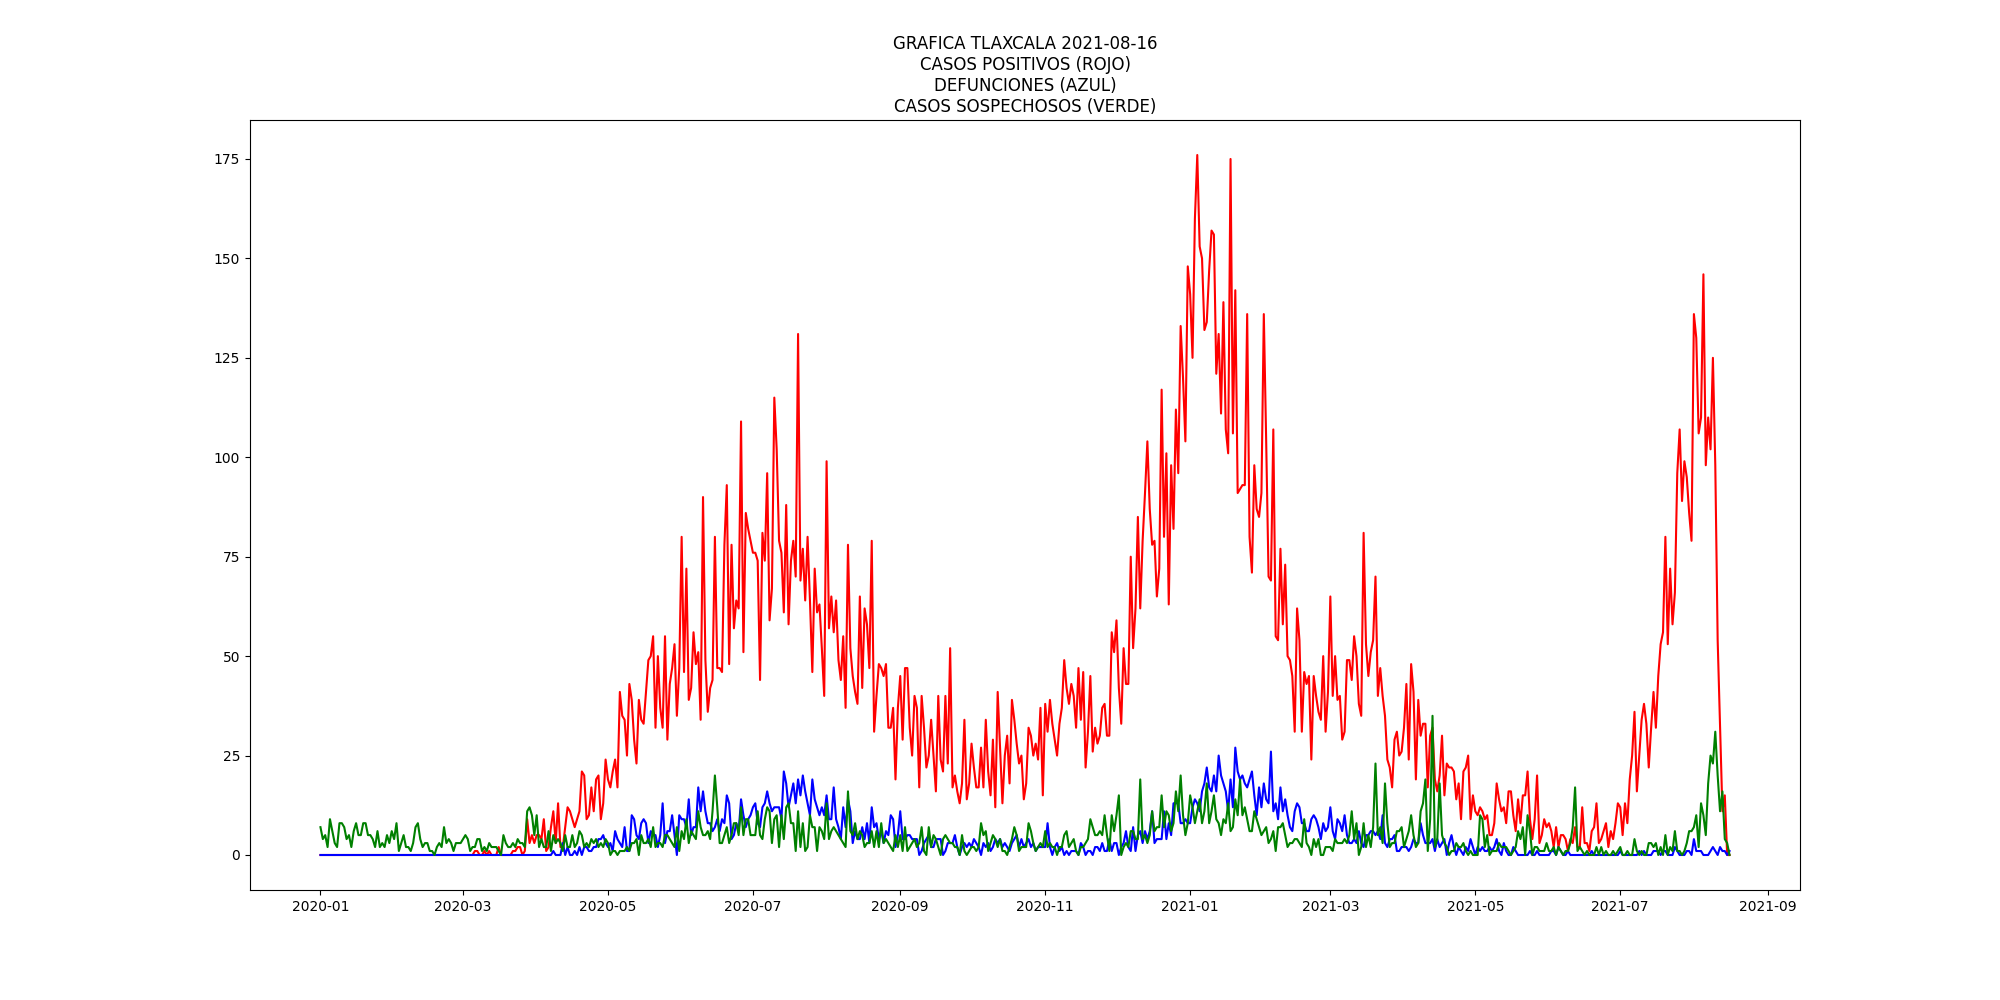 GRAFICA TLAXCALA 2021-08-16
CASOS POSITIVOS (ROJO)
DEFUNCIONES (AZUL)
CASOS SOSPECHOSOS (VERDE)
175
150
125
100
75
50
25
0
2020-01 2020-03 2020-05 2020-07 2020-09 2020-11 2021-01 2021-03 2021-05 2021-07 2021-09